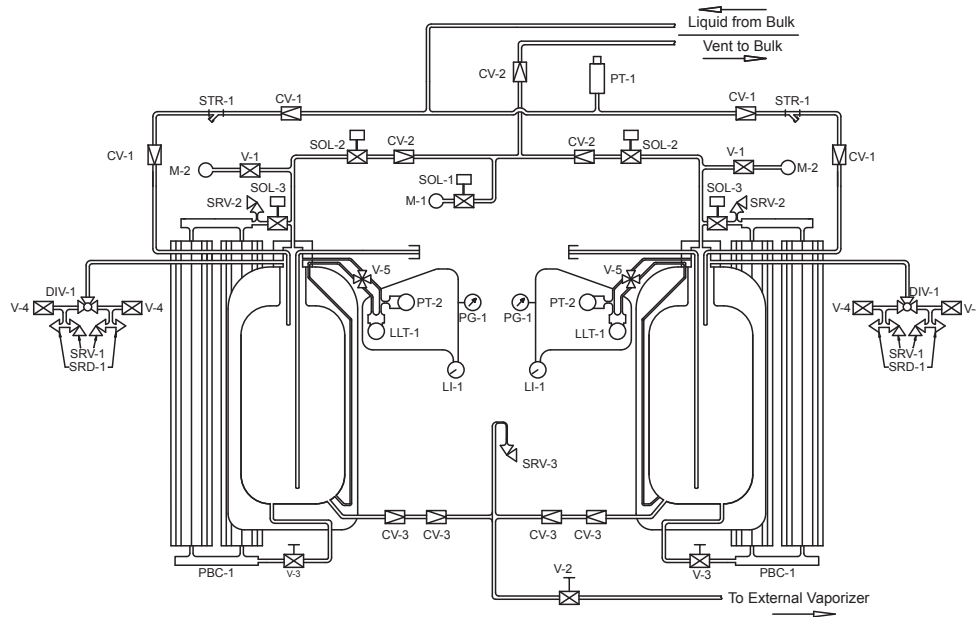 Liquid from Bulk
Vent to Bulk
CV-2
PT-1
STR-1
CV-1
CV-1
STR-1
CV-1
SOL-2
CV-2
CV-2
SOL-2
CV-1
V-1
V-1
M-2
SOL-1
M-2
SOL-3
SOL-3
SRV-2
M-1
SRV-2
V-5
V-5
DIV-1
PT-2
PT-2
DIV-1
V-4
V-4
PG-1
PG-1
V-4
V-
LLT-1
LLT-1
SRV-1
SRV-1
SRD-1
SRD-1
LI-1
LI-1
SRV-3
CV-3
CV-3
CV-3
CV-3
PBC-1
V-3
V-2
V-3
PBC-1
To External Vaporizer